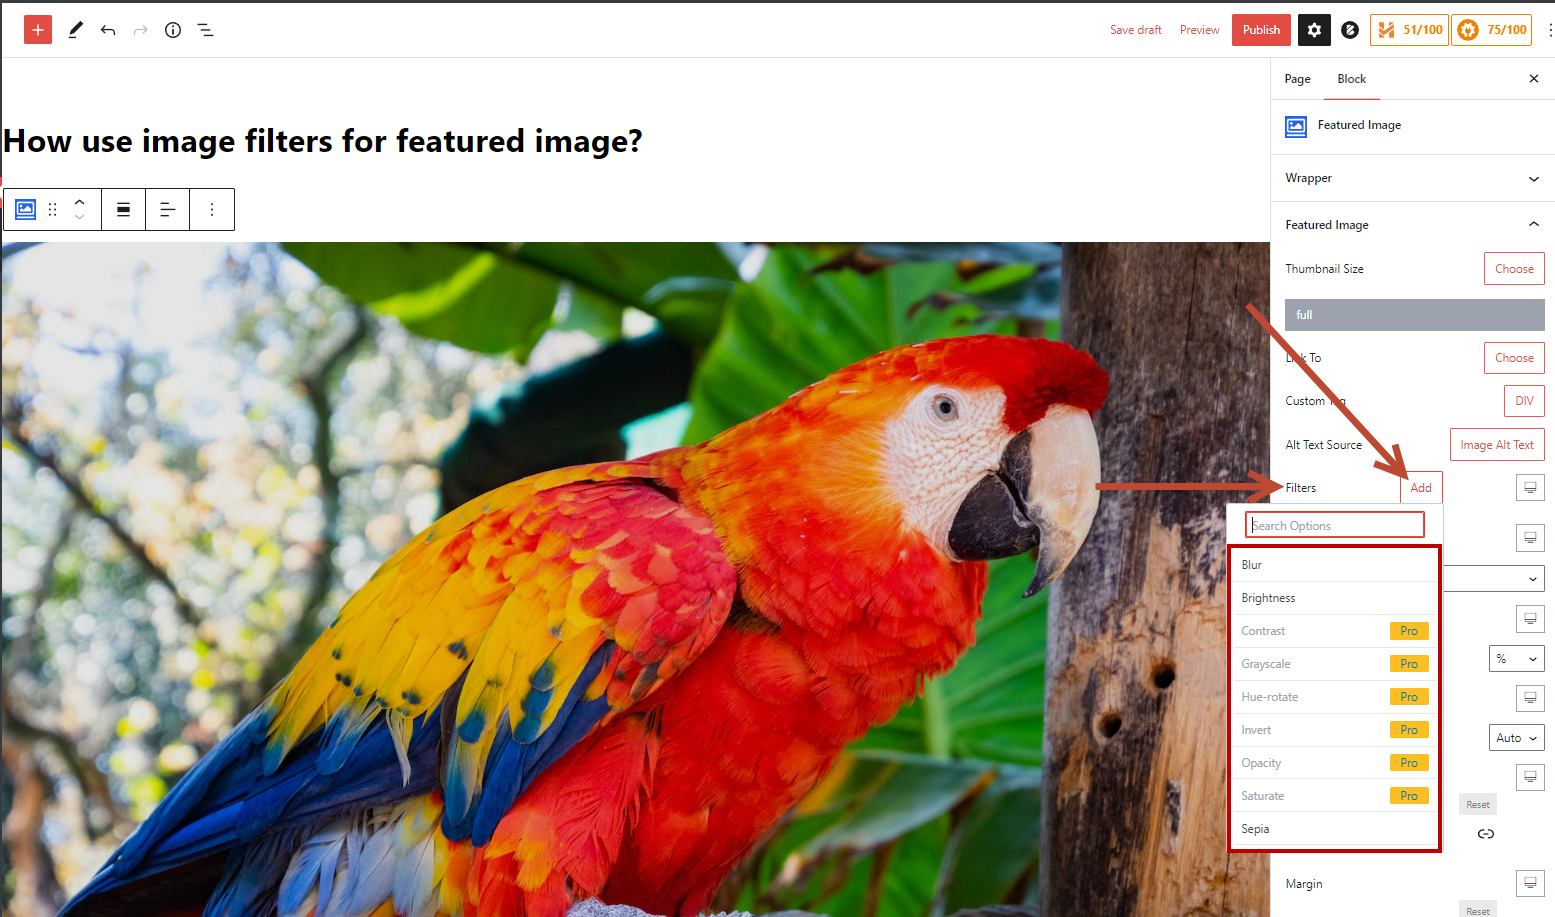 Save draft
Preview
Publish
51/100
75/100
Page
Block
How use image filters for featured image?
Featured Image
Wrapper
Featured Image
Thumbnail Size
Choose
full
Link To
Choose
Custom Tag
DIV
Alt Text Source
Image Alt Text
Filters
Add
Search Options
Blur
Brightness
Contrast
Pro
Grayscale
Pro
%
Hue-rotate
Pro
Invert
Pro
Auto
Opacity
Pro
Saturate
Pro
Reset
Sepia
Margin
Reset